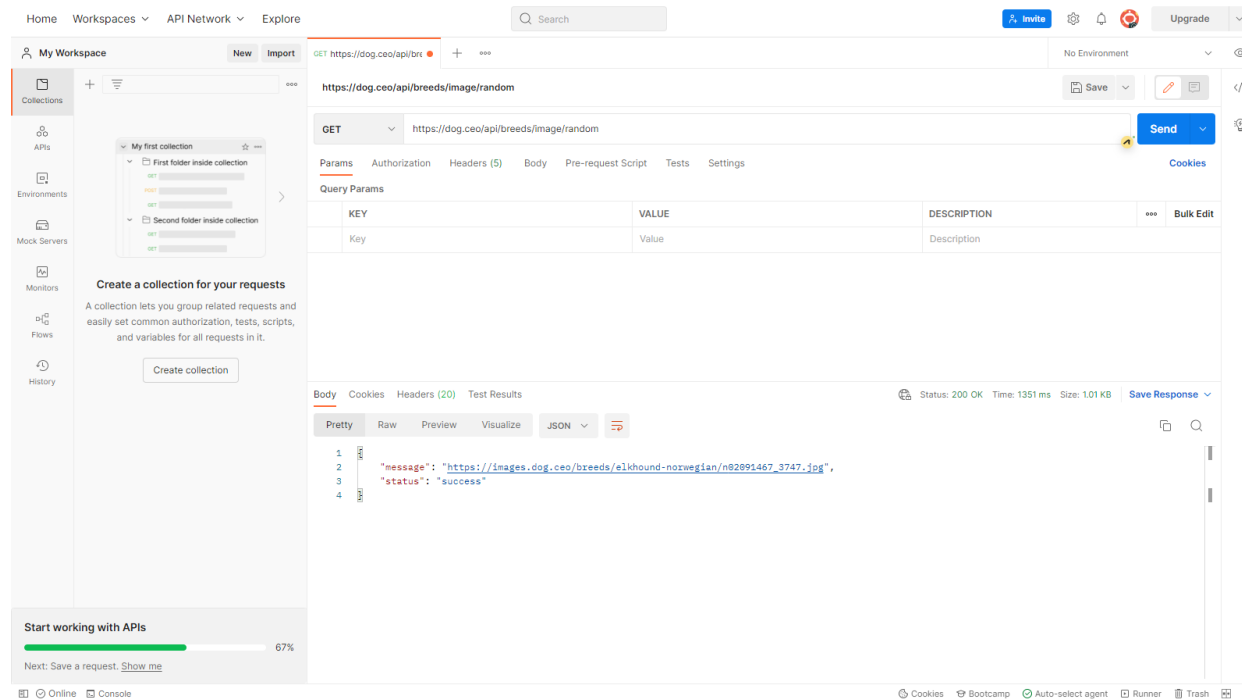 Home Workspaces API Network Explore Search Invite Upgrade
My Workspace New Import GET https://dog.ceo/api/bre No Environment
Collections
APIs
Environments
Mock Servers
Monitors
Flows
History
My first collection
First folder inside collection
GET
POST
GET
Second folder inside collection
GET
GET
Create a collection for your requests
A collection lets you group related requests and
easily set common authorization, tests, scripts,
and variables for all requests in it.
Create collection
Start working with APIs
67%
Next: Save a request. Show me
https://dog.ceo/api/breeds/image/random Save
GET https://dog.ceo/api/breeds/image/random Send
Params Authorization Headers (5) Body Pre-request Script Tests Settings Cookies
Query Params
KEY VALUE DESCRIPTION Bulk Edit
Key Value Description
Body Cookies Headers (20) Test Results Status: 200 OK Time: 1351 ms Size: 1.01 KB Save Response
Pretty Raw Preview Visualize JSON
1 {
2 "message": "https://images.dog.ceo/breeds/elkhound-norwegian/n02091467_3747.jpg",
3 "status": "success"
4 }
Online Console Cookies Bootcamp Auto-select agent Runner Trash